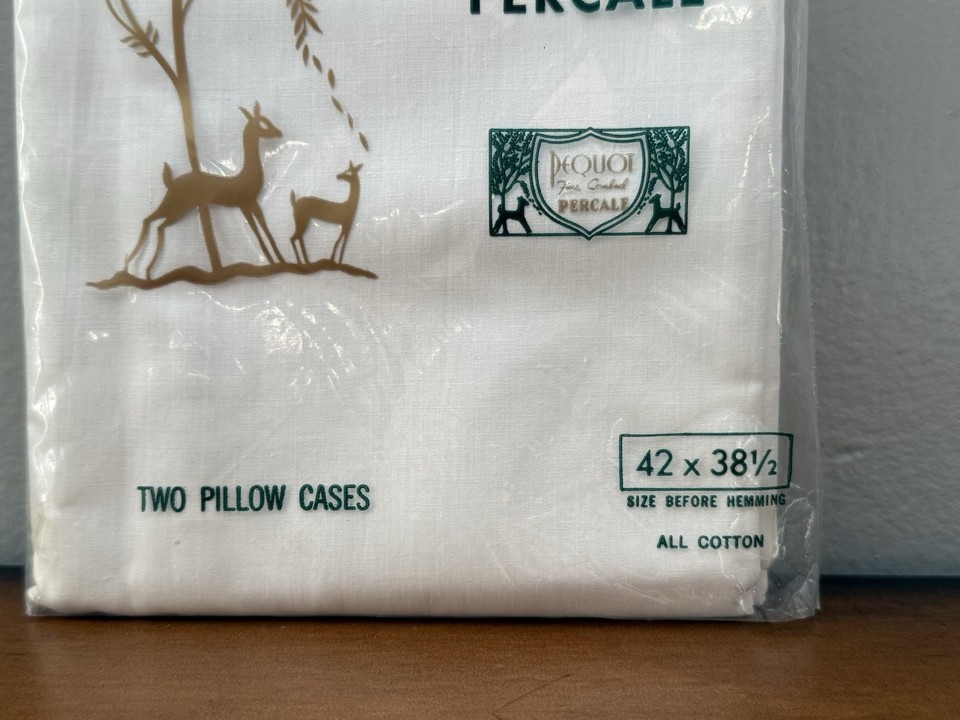 PERCALE
PEQUOT
Fine Combed
PERCALE
42 x 38½
SIZE BEFORE HEMMING
TWO PILLOW CASES
ALL COTTON